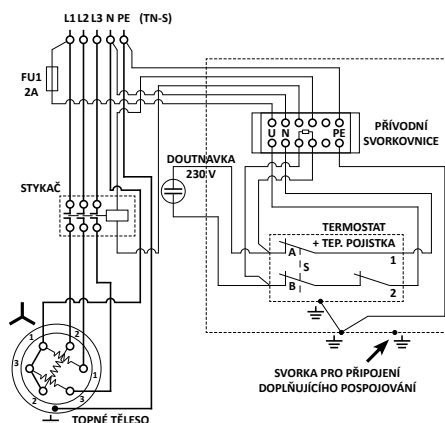 L1 L2 L3 N PE (TN-S)
FU1
2A
U N PE
PŘÍVODNÍ
SVORKOVNICE
DOUTNAVKA
230 V
STYKAČ
TERMOSTAT
+ TEP. POJISTKA
A
1
S
B
2
1 2
3 1
2 3
SVORKA PRO PŘIPOJENÍ
DOPLŇUJÍCÍHO POSPOJOVÁNÍ
TOPNÉ TĚLESO